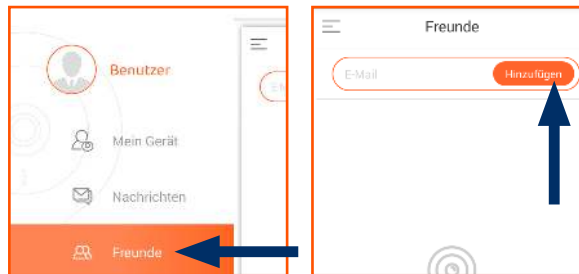 Benutzer
Mein Gerät
Nachrichten
Freunde
Freunde
E-Mail
Hinzufügen